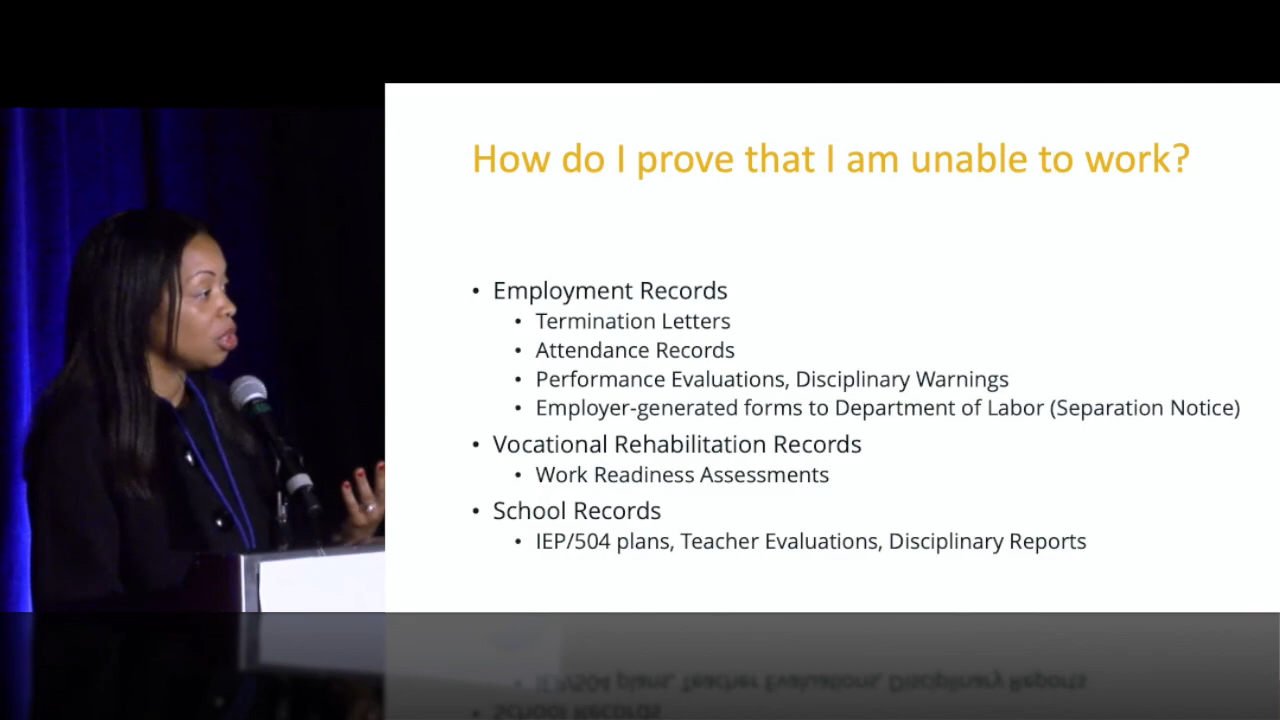 How do I prove that I am unable to work?
• Employment Records
• Termination Letters
• Attendance Records
• Performance Evaluations, Disciplinary Warnings
• Employer-generated forms to Department of Labor (Separation Notice)
• Vocational Rehabilitation Records
• Work Readiness Assessments
• School Records
• IEP/504 plans, Teacher Evaluations, Disciplinary Reports